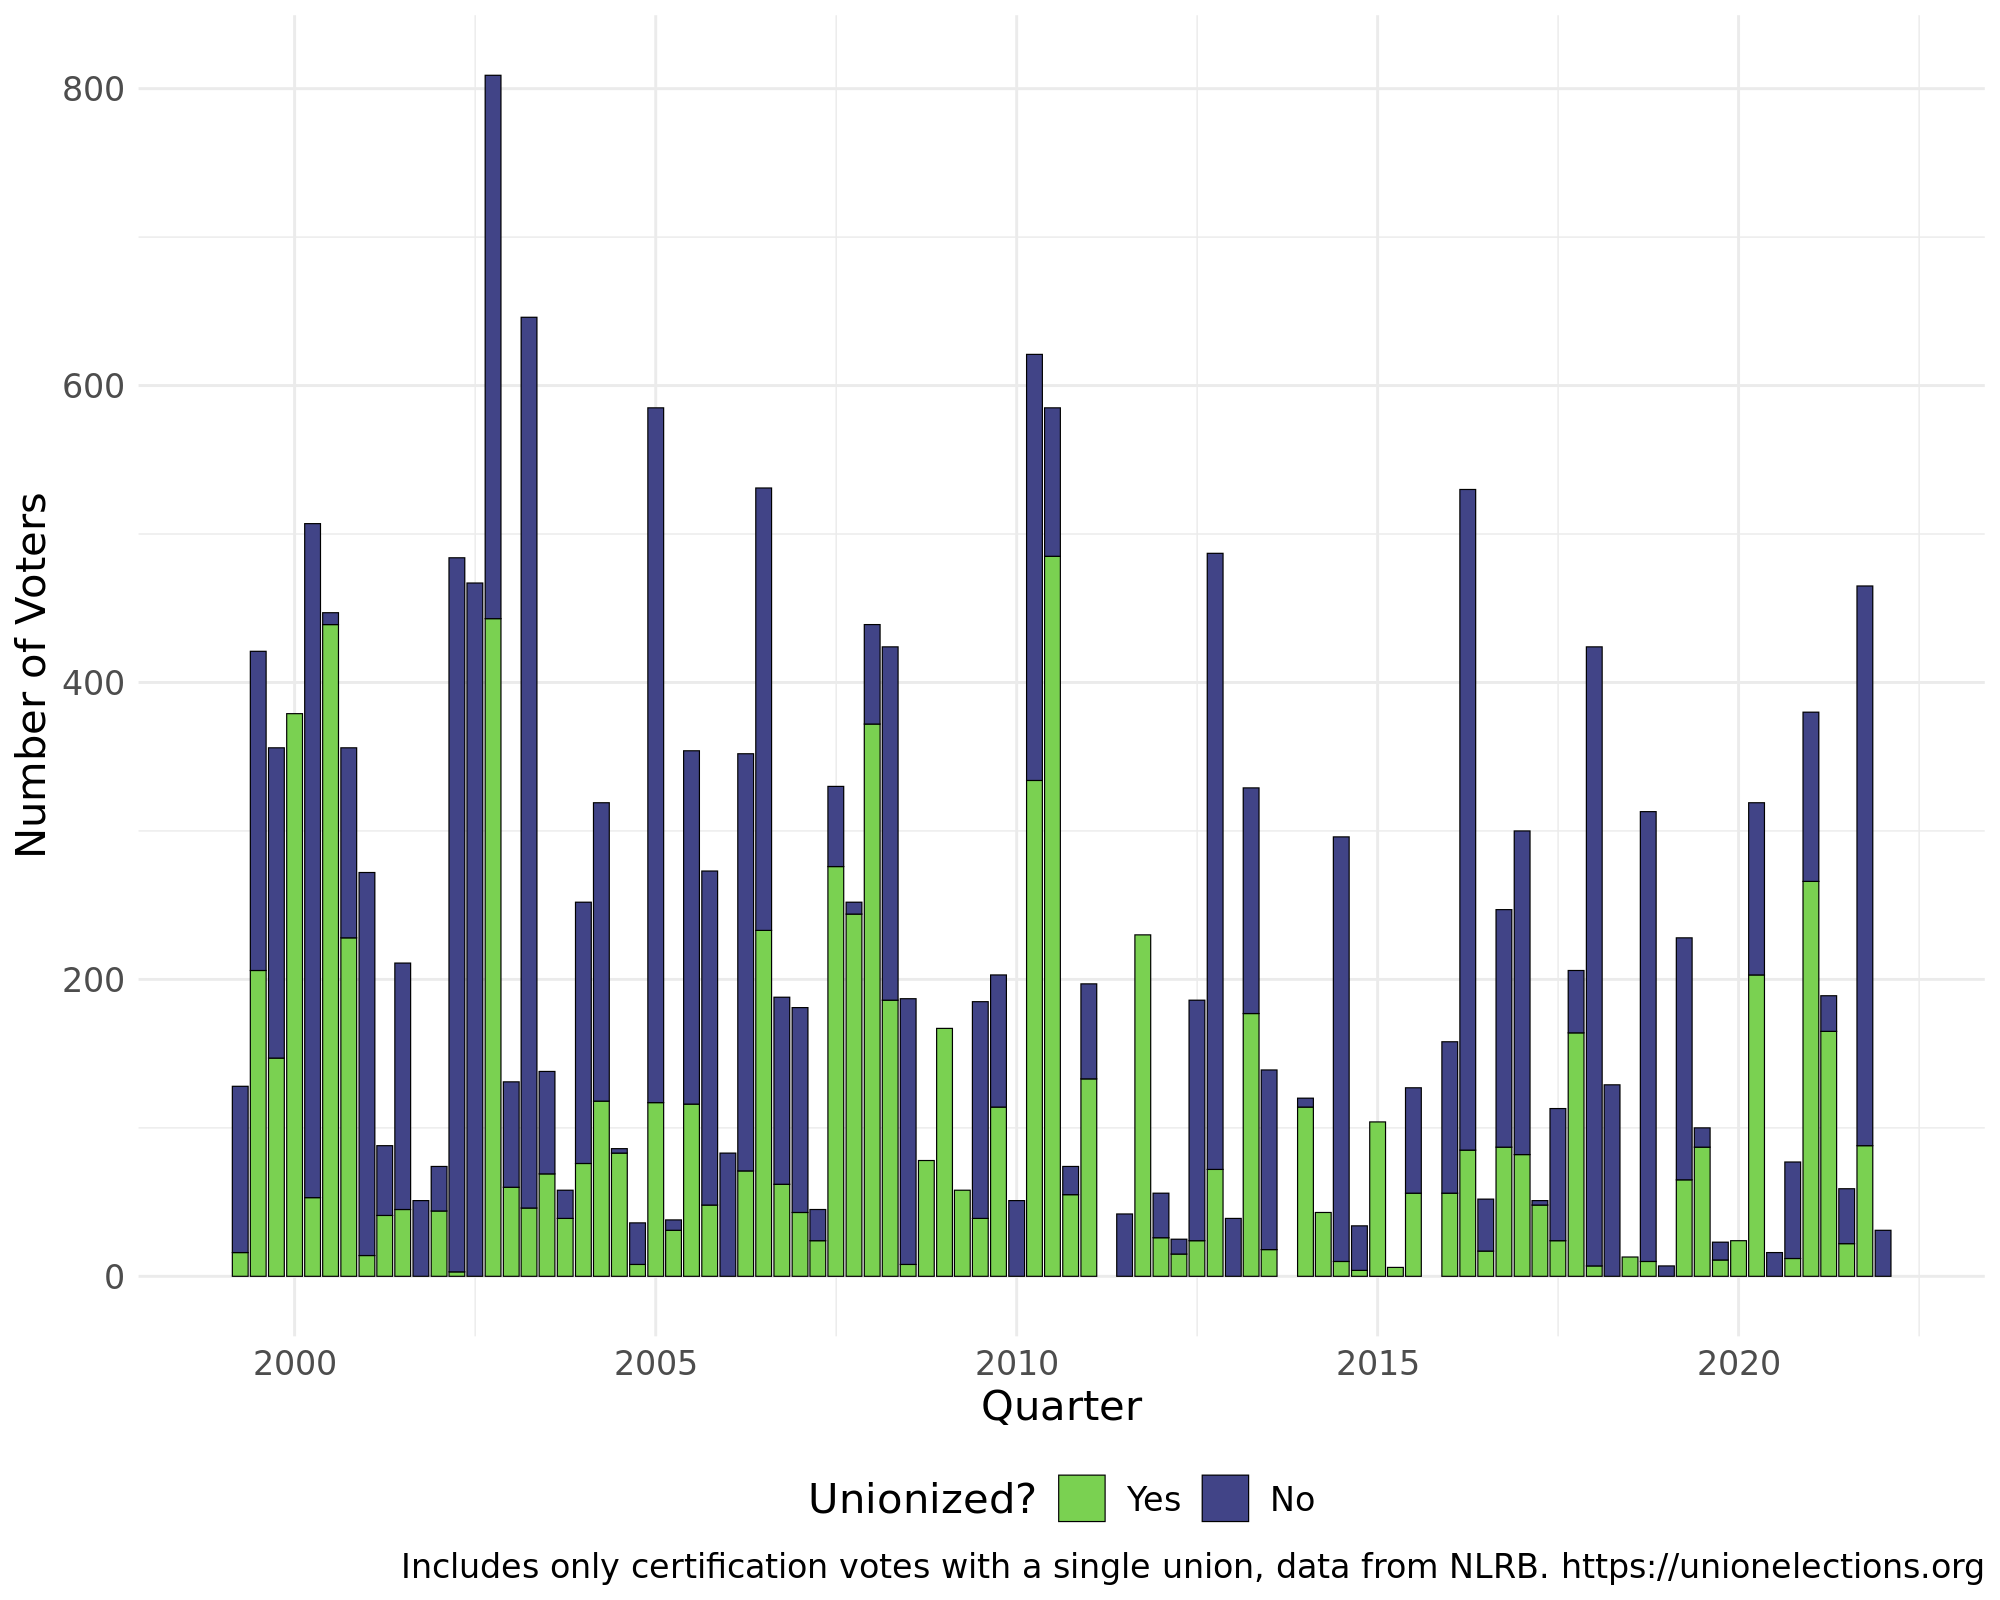 800
600
400
200
0
Number of Voters
2000 2005 2010 2015 2020
Quarter
Unionized? Yes No
Includes only certification votes with a single union, data from NLRB. https://unionelections.org